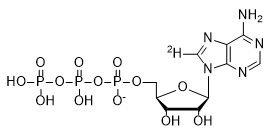 NH₂
²H N N
O O O
HO P O P O P O O N N
OH OH O⁻
OH OH